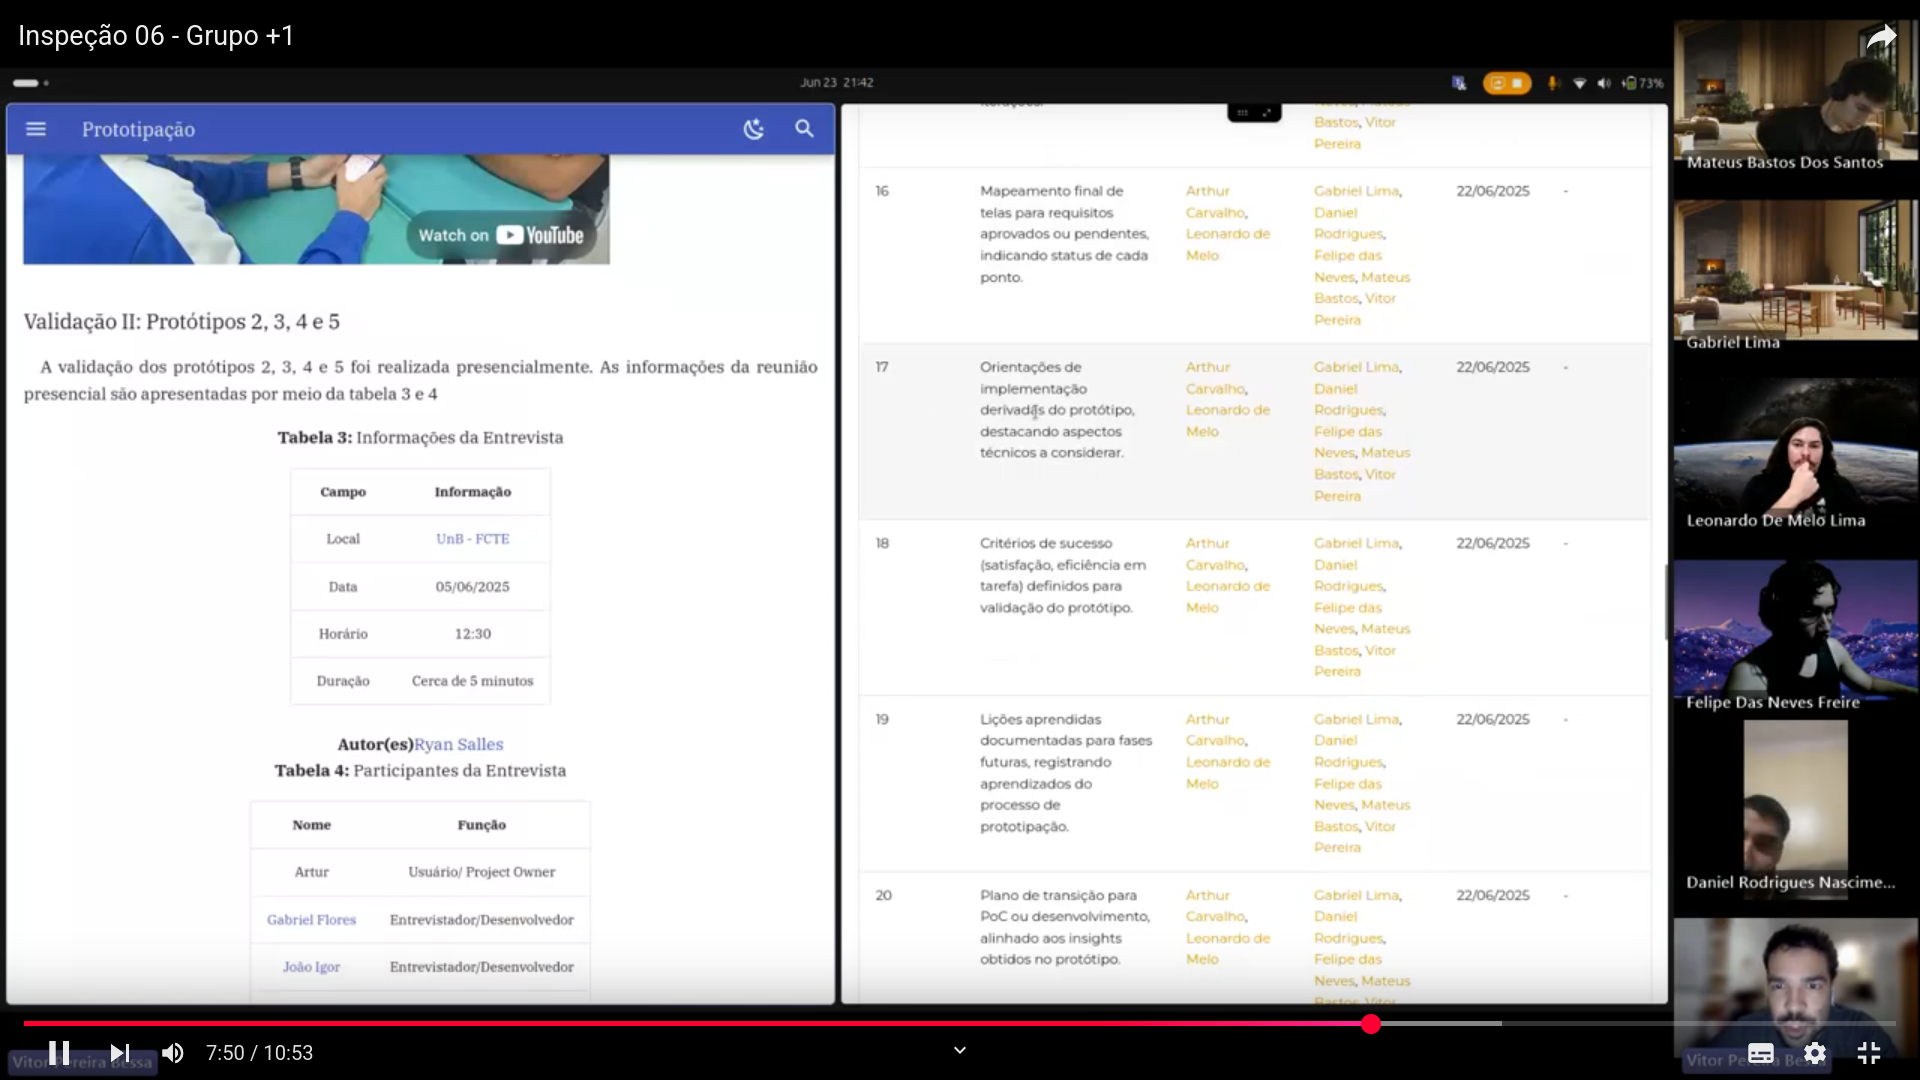 Inspeção 06 - Grupo +1
Jun 23 21:42
73%
Prototipação
Watch on YouTube
Validação II: Protótipos 2, 3, 4 e 5
A validação dos protótipos 2, 3, 4 e 5 foi realizada presencialmente. As informações da reunião
presencial são apresentadas por meio da tabela 3 e 4
Tabela 3: Informações da Entrevista
Campo Informação
Local UnB - FCTE
Data 05/06/2025
Horário 12:30
Duração Cerca de 5 minutos
Autor(es)Ryan Salles
Tabela 4: Participantes da Entrevista
Nome Função
Artur Usuário/ Project Owner
Gabriel Flores Entrevistador/Desenvolvedor
João Igor Entrevistador/Desenvolvedor
Bastos, Vitor
Pereira
16
Mapeamento final de
telas para requisitos
aprovados ou pendentes,
indicando status de cada
ponto.
Arthur
Carvalho,
Leonardo de
Melo
Gabriel Lima,
Daniel
Rodrigues,
Felipe das
Neves, Mateus
Bastos, Vitor
Pereira
22/06/2025
-
17
Orientações de
implementação
derivadas do protótipo,
destacando aspectos
técnicos a considerar.
Arthur
Carvalho,
Leonardo de
Melo
Gabriel Lima,
Daniel
Rodrigues,
Felipe das
Neves, Mateus
Bastos, Vitor
Pereira
22/06/2025
-
18
Critérios de sucesso
(satisfação, eficiência em
tarefa) definidos para
validação do protótipo.
Arthur
Carvalho,
Leonardo de
Melo
Gabriel Lima,
Daniel
Rodrigues,
Felipe das
Neves, Mateus
Bastos, Vitor
Pereira
22/06/2025
-
19
Lições aprendidas
documentadas para fases
futuras, registrando
aprendizados do
processo de
prototipação.
Arthur
Carvalho,
Leonardo de
Melo
Gabriel Lima,
Daniel
Rodrigues,
Felipe das
Neves, Mateus
Bastos, Vitor
Pereira
22/06/2025
-
20
Plano de transição para
PoC ou desenvolvimento,
alinhado aos insights
obtidos no protótipo.
Arthur
Carvalho,
Leonardo de
Melo
Gabriel Lima,
Daniel
Rodrigues,
Felipe das
Neves, Mateus
Bastos, Vitor
22/06/2025
-
Mateus Bastos Dos Santos
Gabriel Lima
Leonardo De Melo Lima
Felipe Das Neves Freire
Daniel Rodrigues Nascime...
Vitor Pereira
7:50 / 10:53
Vitor Pereira Bessa